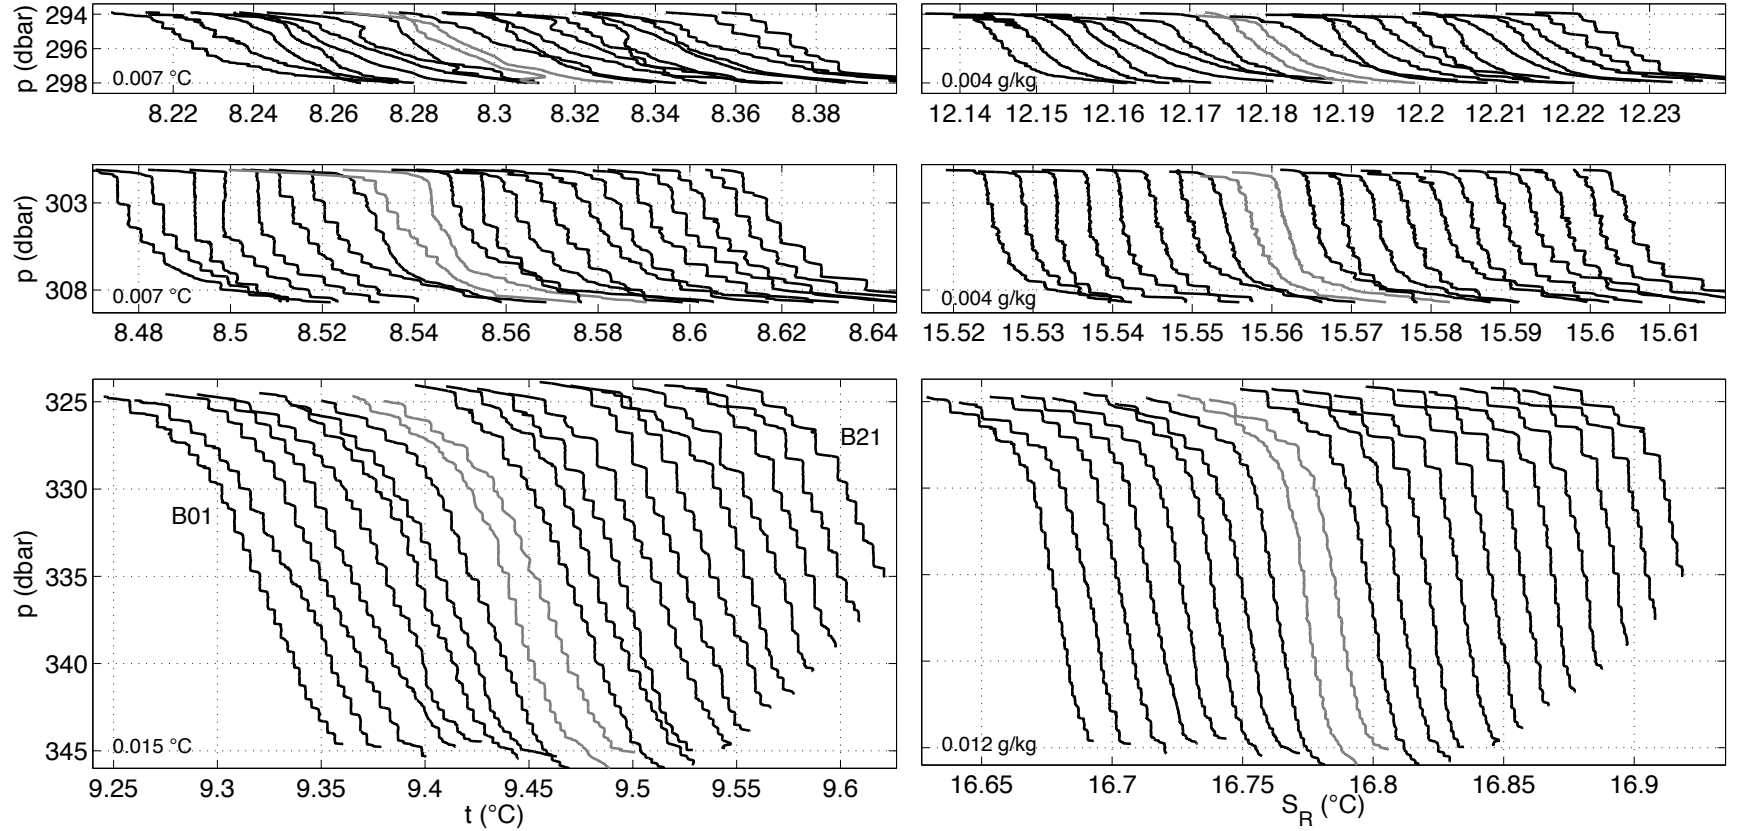 p (dbar)
294
296
298
0.007 °C
8.22 8.24 8.26 8.28 8.3 8.32 8.34 8.36 8.38
0.004 g/kg
12.14 12.15 12.16 12.17 12.18 12.19 12.2 12.21 12.22 12.23
p (dbar)
303
308
0.007 °C
8.48 8.5 8.52 8.54 8.56 8.58 8.6 8.62 8.64
0.004 g/kg
15.52 15.53 15.54 15.55 15.56 15.57 15.58 15.59 15.6 15.61
p (dbar)
325
330
335
340
345
B01
B21
0.015 °C
9.25 9.3 9.35 9.4 9.45 9.5 9.55 9.6
t (°C)
0.012 g/kg
16.65 16.7 16.75 16.8 16.85 16.9
S_R (°C)